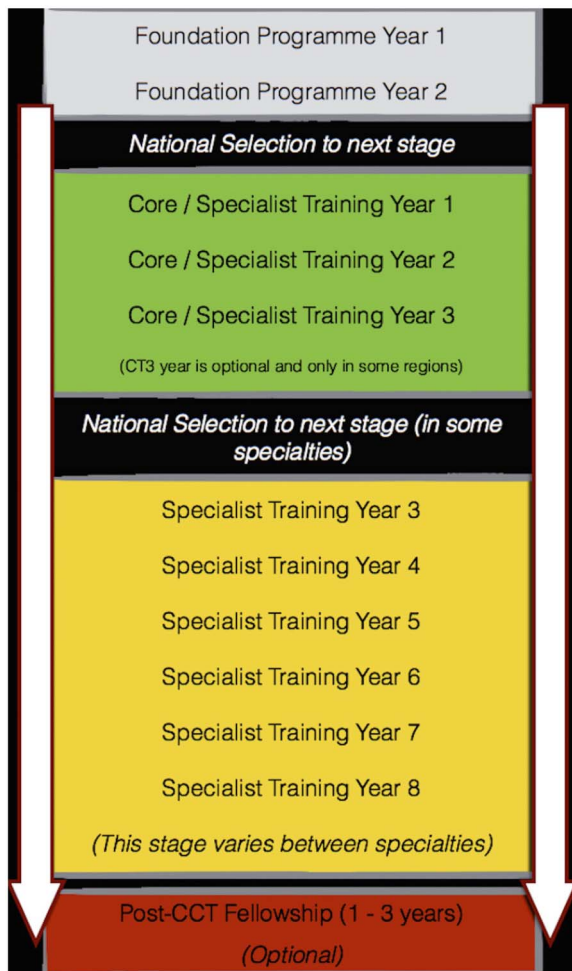 Foundation Programme Year 1
Foundation Programme Year 2
National Selection to next stage
Core / Specialist Training Year 1
Core / Specialist Training Year 2
Core / Specialist Training Year 3
(CT3 year is optional and only in some regions)
National Selection to next stage (in some
specialties)
Specialist Training Year 3
Specialist Training Year 4
Specialist Training Year 5
Specialist Training Year 6
Specialist Training Year 7
Specialist Training Year 8
(This stage varies between specialties)
Post-CCT Fellowship (1 - 3 years)
(Optional)